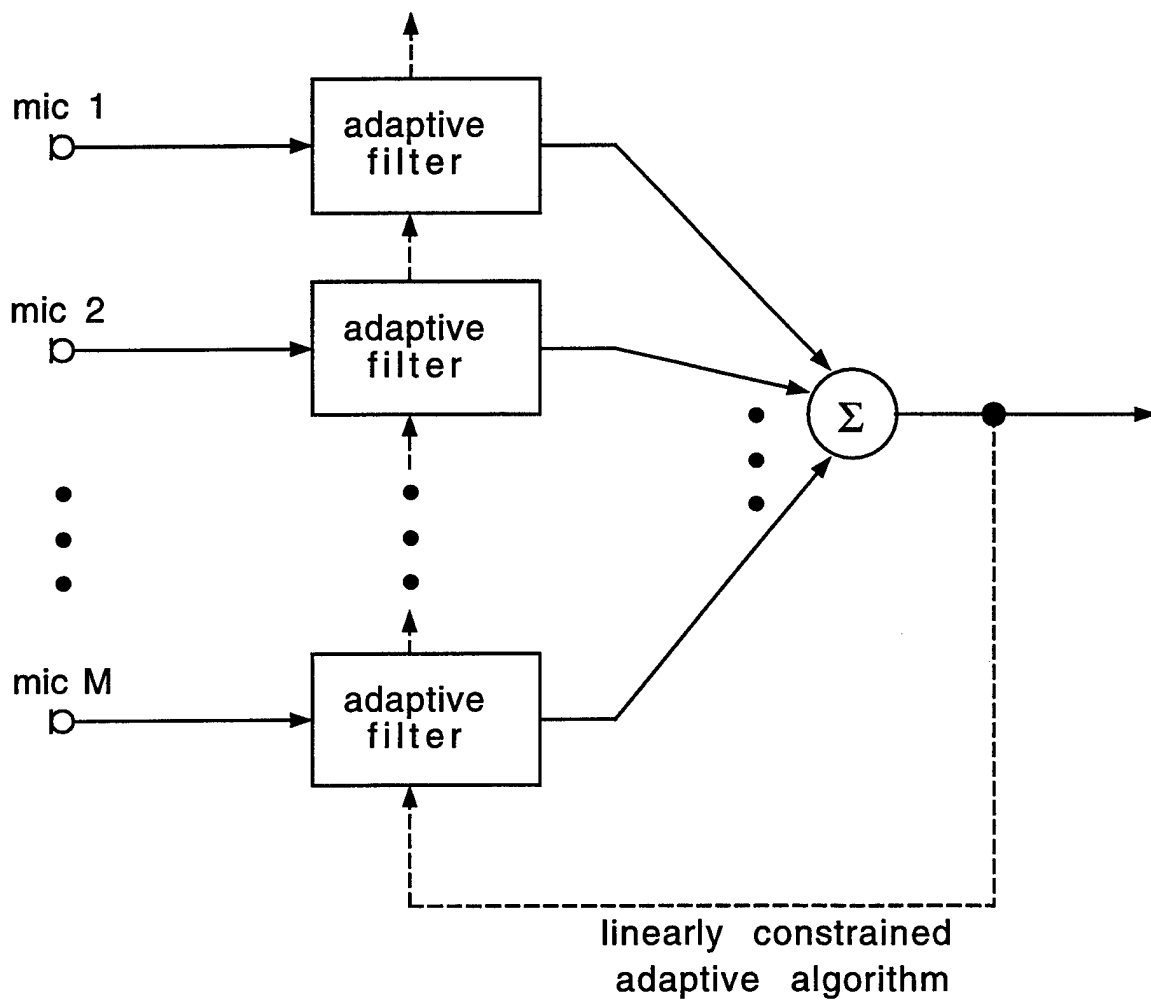 mic 1
adaptive
filter
mic 2
adaptive
filter
Σ
mic M
adaptive
filter
linearly constrained
adaptive algorithm